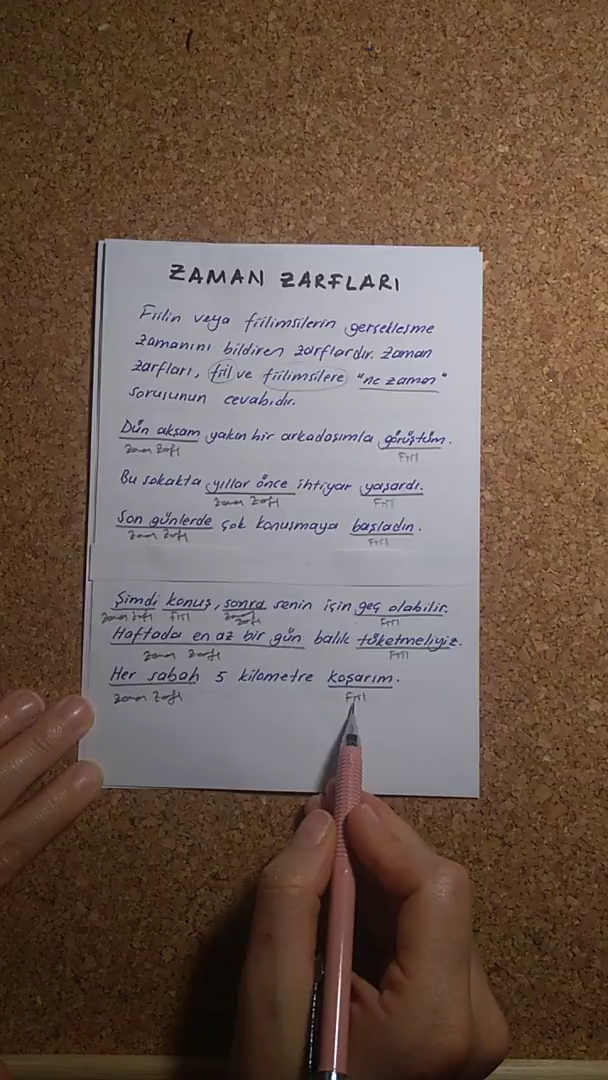 ZAMAN ZARFLARI
Fiilin veya fiilimsilerin gerçekleşme
zamanını bildiren zarflardır. Zaman
zarfları, fiil ve fiilimsilere "ne zaman"
sorusunun cevabıdır.
Dün akşam yakın bir arkadaşımla görüştüm.
Zaman Zarfı Fiil
Bu sokakta yıllar önce ihtiyar yaşardı.
Zaman Zarfı Fiil
Son günlerde çok konuşmaya başladın.
Zaman Zarfı Fiil
Şimdi konuş, sonra senin için geç olabilir.
Zaman Zarfı Fiil Zaman Zarfı Fiil
Haftada en az bir gün balık tüketmeliyiz.
Zaman Zarfı Fiil
Her sabah 5 kilometre koşarım.
Zaman Zarfı Fiil